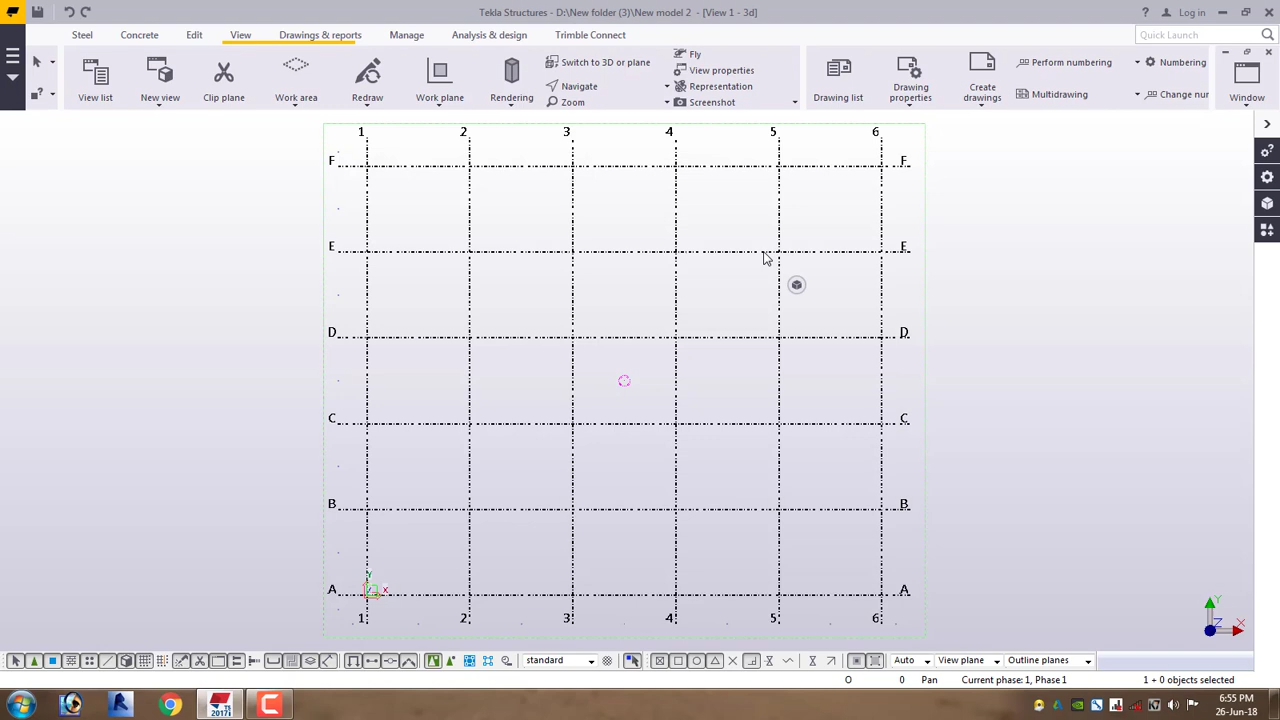 Tekla Structures - D:\New folder (3)\New model 2 - [View 1 - 3d]
? Log in
Steel Concrete Edit View Drawings & reports Manage Analysis & design Trimble Connect Quick Launch
View list New view Clip plane Work area Redraw Work plane Rendering
Switch to 3D or plane
Navigate
Zoom
Fly
View properties
Representation
Screenshot
Drawing list Drawing properties Create drawings
Perform numbering Numbering
Multidrawing Change nur
Window
1 2 3 4 5 6
F F
E E
D D
C C
B B
Y
A X A
1 2 3 4 5 6
Y
Z X
standard Auto View plane Outline planes
O 0 Pan Current phase: 1, Phase 1 1 + 0 objects selected
2017i
6:55 PM
26-Jun-18